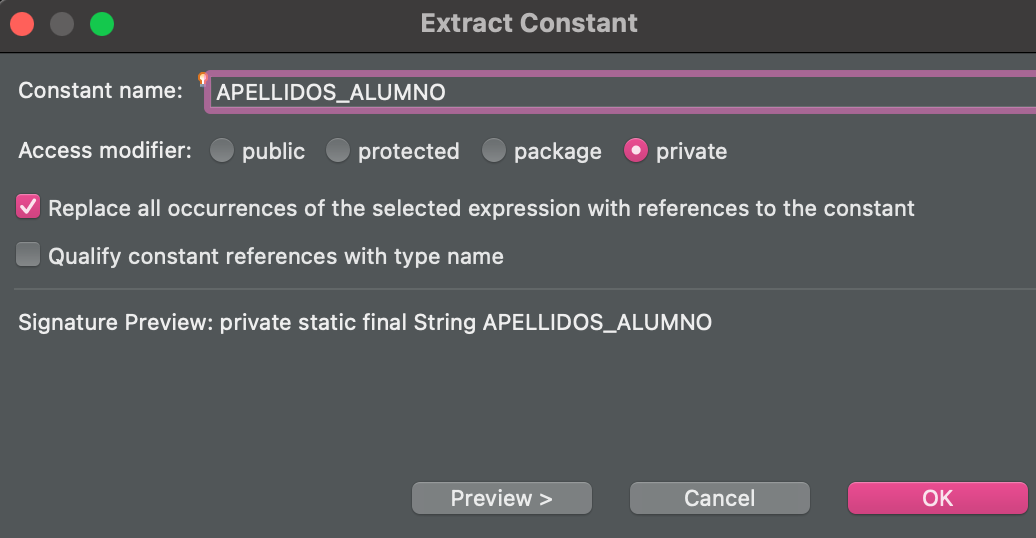 Extract Constant
Constant name: APELLIDOS_ALUMNO
Access modifier: public protected package private
Replace all occurrences of the selected expression with references to the constant
Qualify constant references with type name
Signature Preview: private static final String APELLIDOS_ALUMNO
Preview > Cancel OK